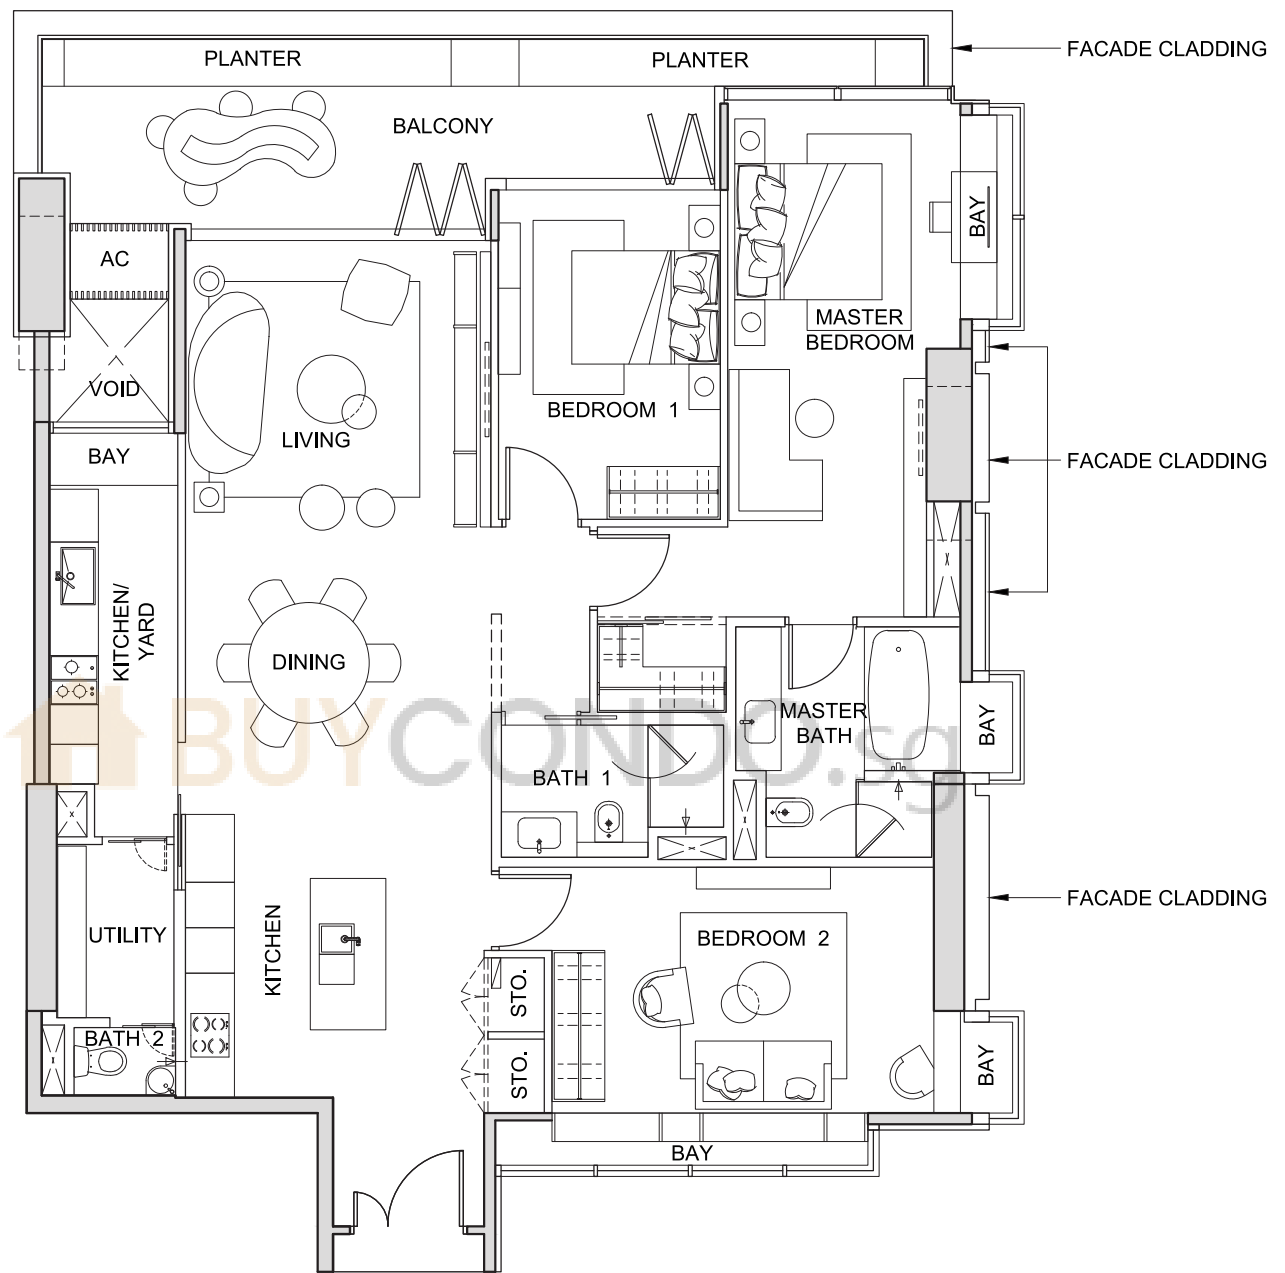 PLANTER
PLANTER
FACADE CLADDING
BALCONY
BAY
AC
MASTER
BEDROOM
VOID
BEDROOM 1
LIVING
BAY
FACADE CLADDING
KITCHEN/
YARD
DINING
BUYCONDO.sg
MASTER
BATH
BAY
BATH 1
FACADE CLADDING
UTILITY
KITCHEN
BEDROOM 2
STO.
BATH 2
STO.
BAY
BAY